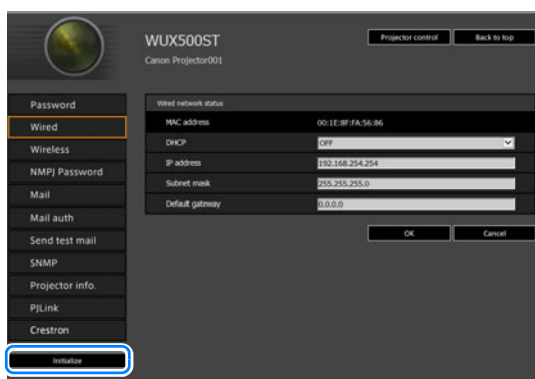 WUX500ST
Projector control
Back to top
Canon Projector001
Password
Wired
Wireless
NMPJ Password
Mail
Mail auth
Send test mail
SNMP
Projector info.
PJLink
Crestron
Initialize
Wired network status
MAC address 00:1E:8F:FA:56:86
DHCP OFF
IP address 192.168.254.254
Subnet mask 255.255.255.0
Default gateway 0.0.0.0
OK
Cancel